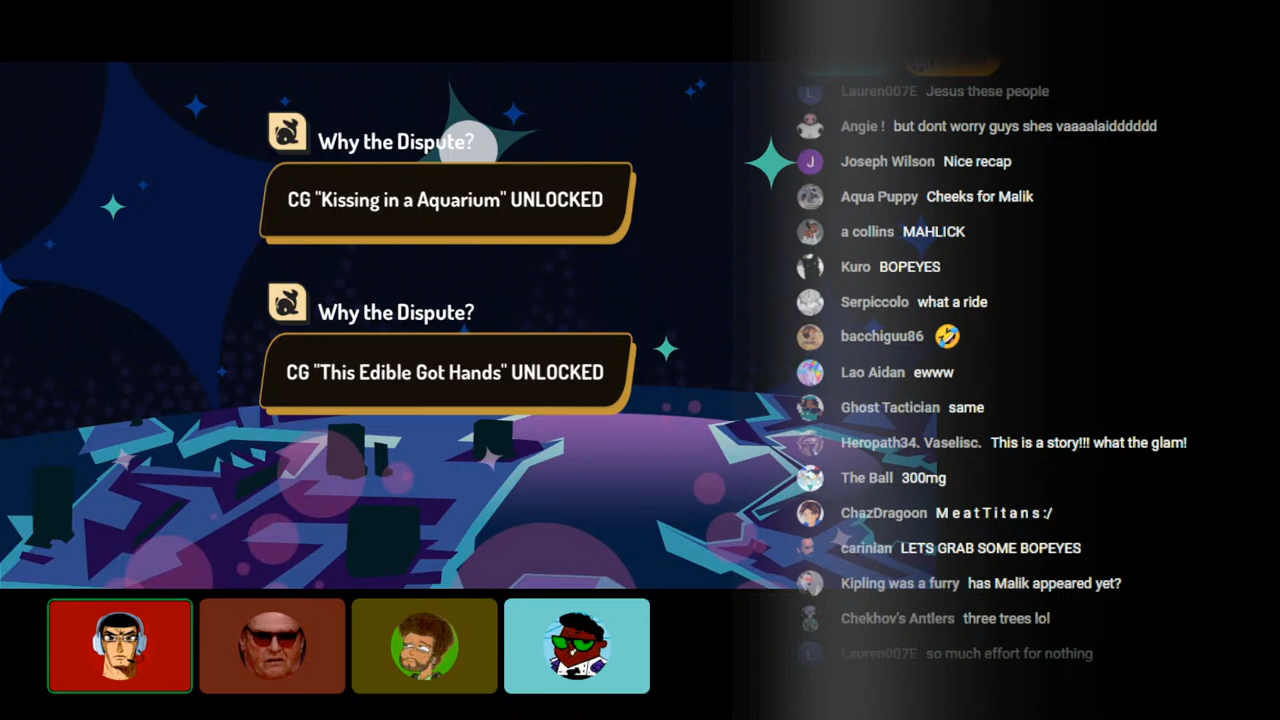 Why the Dispute?
CG "Kissing in a Aquarium" UNLOCKED
Why the Dispute?
CG "This Edible Got Hands" UNLOCKED
L Lauren007E Jesus these people
Angie ! but dont worry guys shes vaaaalaidddddd
J Joseph Wilson Nice recap
Aqua Puppy Cheeks for Malik
a collins MAHLICK
Kuro BOPEYES
Serpiccolo what a ride
bacchiguu86 🤣
Lao Aidan ewww
Ghost Tactician same
Heropath34. Vaselisc. This is a story!!! what the glam!
The Ball 300mg
ChazDragoon M e a t T i t a n s :/
carinian LETS GRAB SOME BOPEYES
Kipling was a furry has Malik appeared yet?
Chekhov's Antlers three trees lol
L Lauren007E so much effort for nothing